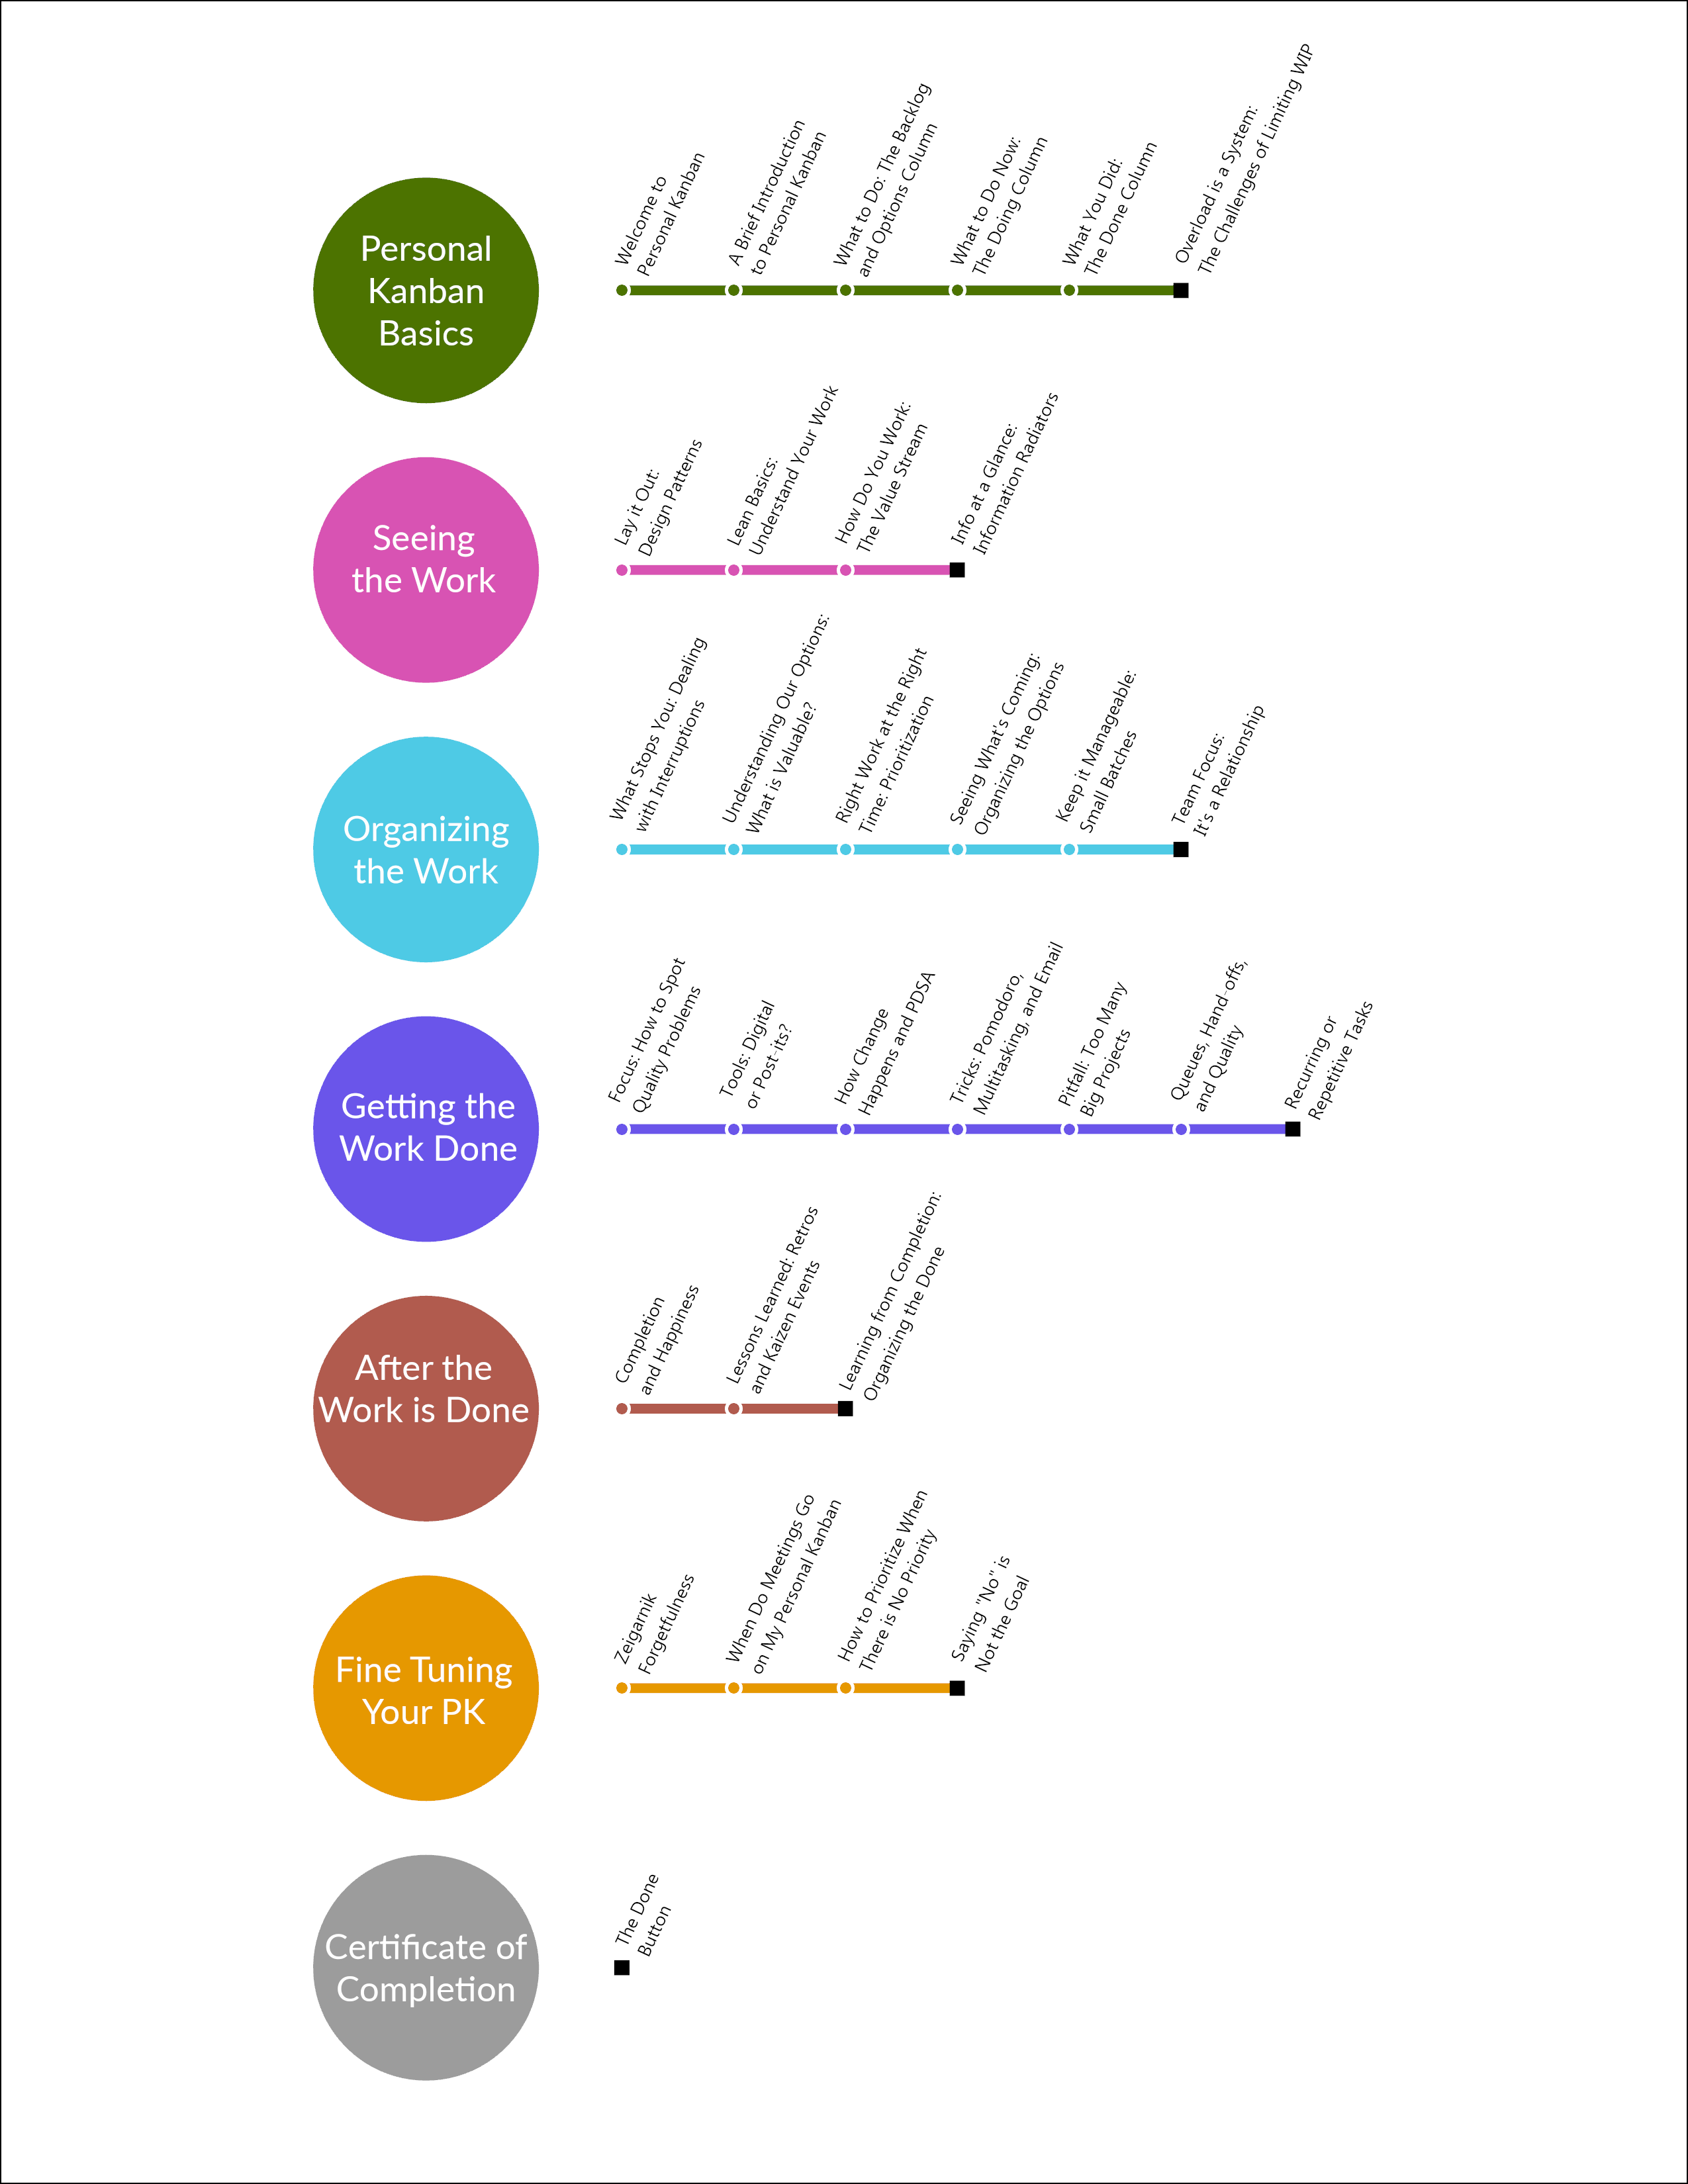 Personal
Kanban
Basics
Welcome to
Personal Kanban
A Brief Introduction
to Personal Kanban
What to Do: The Backlog
and Options Column
What to Do Now:
The Doing Column
What You Did:
The Done Column
Overload is a System:
The Challenges of Limiting WIP
Seeing
the Work
Lay it Out:
Design Patterns
Lean Basics:
Understand Your Work
How Do You Work:
The Value Stream
Info at a Glance:
Information Radiators
Organizing
the Work
What Stops You: Dealing
with Interruptions
Understanding Our Options:
What is Valuable?
Right Work at the Right
Time: Prioritization
Seeing What's Coming:
Organizing the Options
Keep it Manageable:
Small Batches
Team Focus:
It's a Relationship
Getting the
Work Done
Focus: How to Spot
Quality Problems
Tools: Digital
or Post-its?
How Change
Happens and PDSA
Tricks: Pomodoro,
Multitasking, and Email
Pitfall: Too Many
Big Projects
Queues, Hand-offs,
and Quality
Recurring or
Repetitive Tasks
After the
Work is Done
Completion
and Happiness
Lessons Learned: Retros
and Kaizen Events
Learning from Completion:
Organizing the Done
Fine Tuning
Your PK
Zeigarnik
Forgetfulness
When Do Meetings Go
on My Personal Kanban
How to Prioritize When
There is No Priority
Saying "No" is
Not the Goal
Certificate of
Completion
The Done
Button